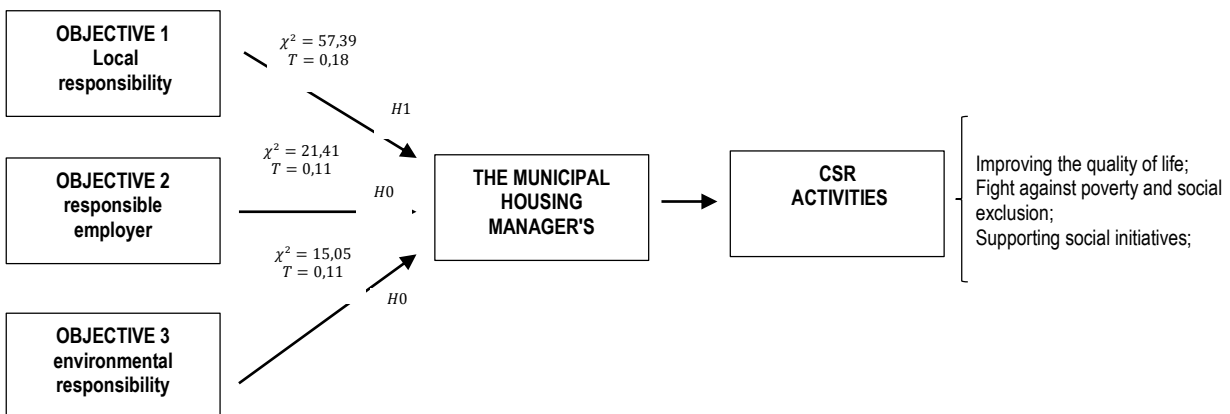 OBJECTIVE 1
Local
responsibility
χ² = 57,39
T = 0,18
H1
OBJECTIVE 2
responsible
employer
χ² = 21,41
T = 0,11
H0
OBJECTIVE 3
environmental
responsibility
χ² = 15,05
T = 0,11
H0
THE MUNICIPAL
HOUSING
MANAGER'S
CSR
ACTIVITIES
Improving the quality of life;
Fight against poverty and social
exclusion;
Supporting social initiatives;